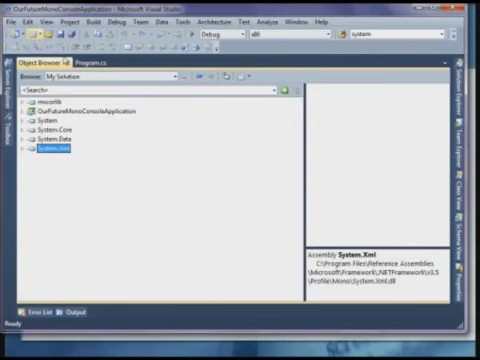 OurFutureMonoConsoleApplication - Microsoft Visual Studio
File Edit View Project Build Debug Team Data Tools Architecture Test Analyze Window Help
Debug x86 system
Object Browser Program.cs
Browse: My Solution
<Search>
mscorlib
OurFutureMonoConsoleApplication
System
System.Core
System.Data
System.Xml
Assembly System.Xml
C:\Program Files\Reference Assemblies
\Microsoft\Framework\.NETFramework\v3.5
\Profile\Mono\System.Xml.dll
Server Explorer
Toolbox
Solution Explorer
Team Explorer
Class View
Schema View
Properties
Error List Output
Ready